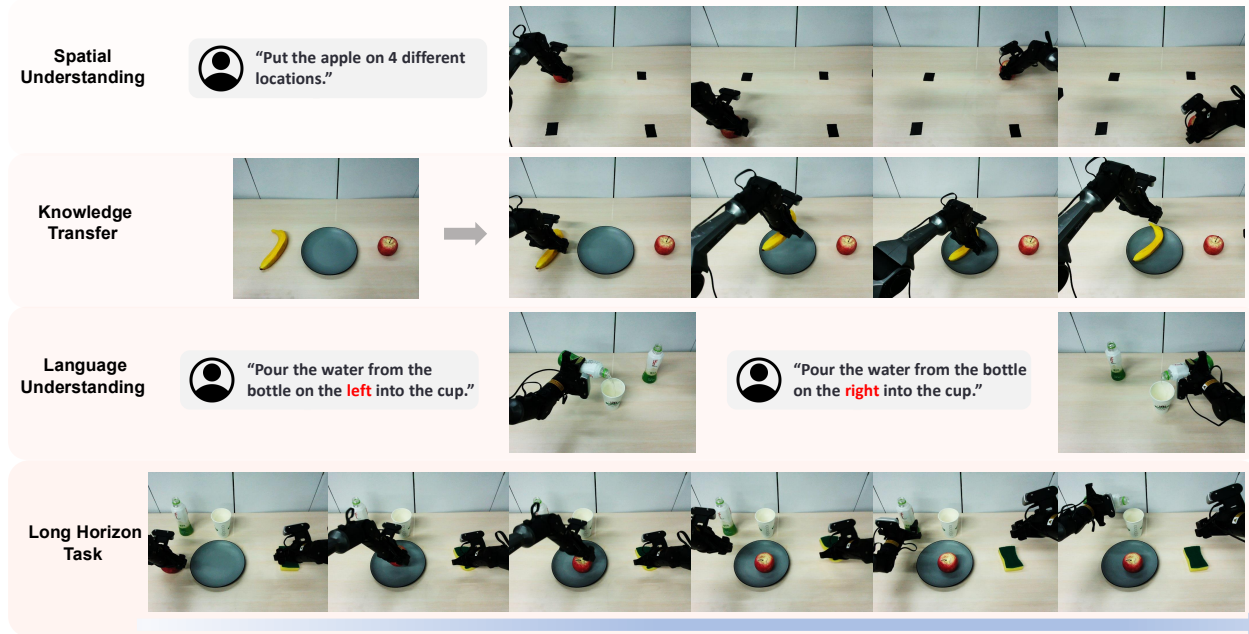 Spatial
Understanding
“Put the apple on 4 different
locations.”
Knowledge
Transfer
Language
Understanding
“Pour the water from the
bottle on the left into the cup.”
“Pour the water from the bottle
on the right into the cup.”
Long Horizon
Task